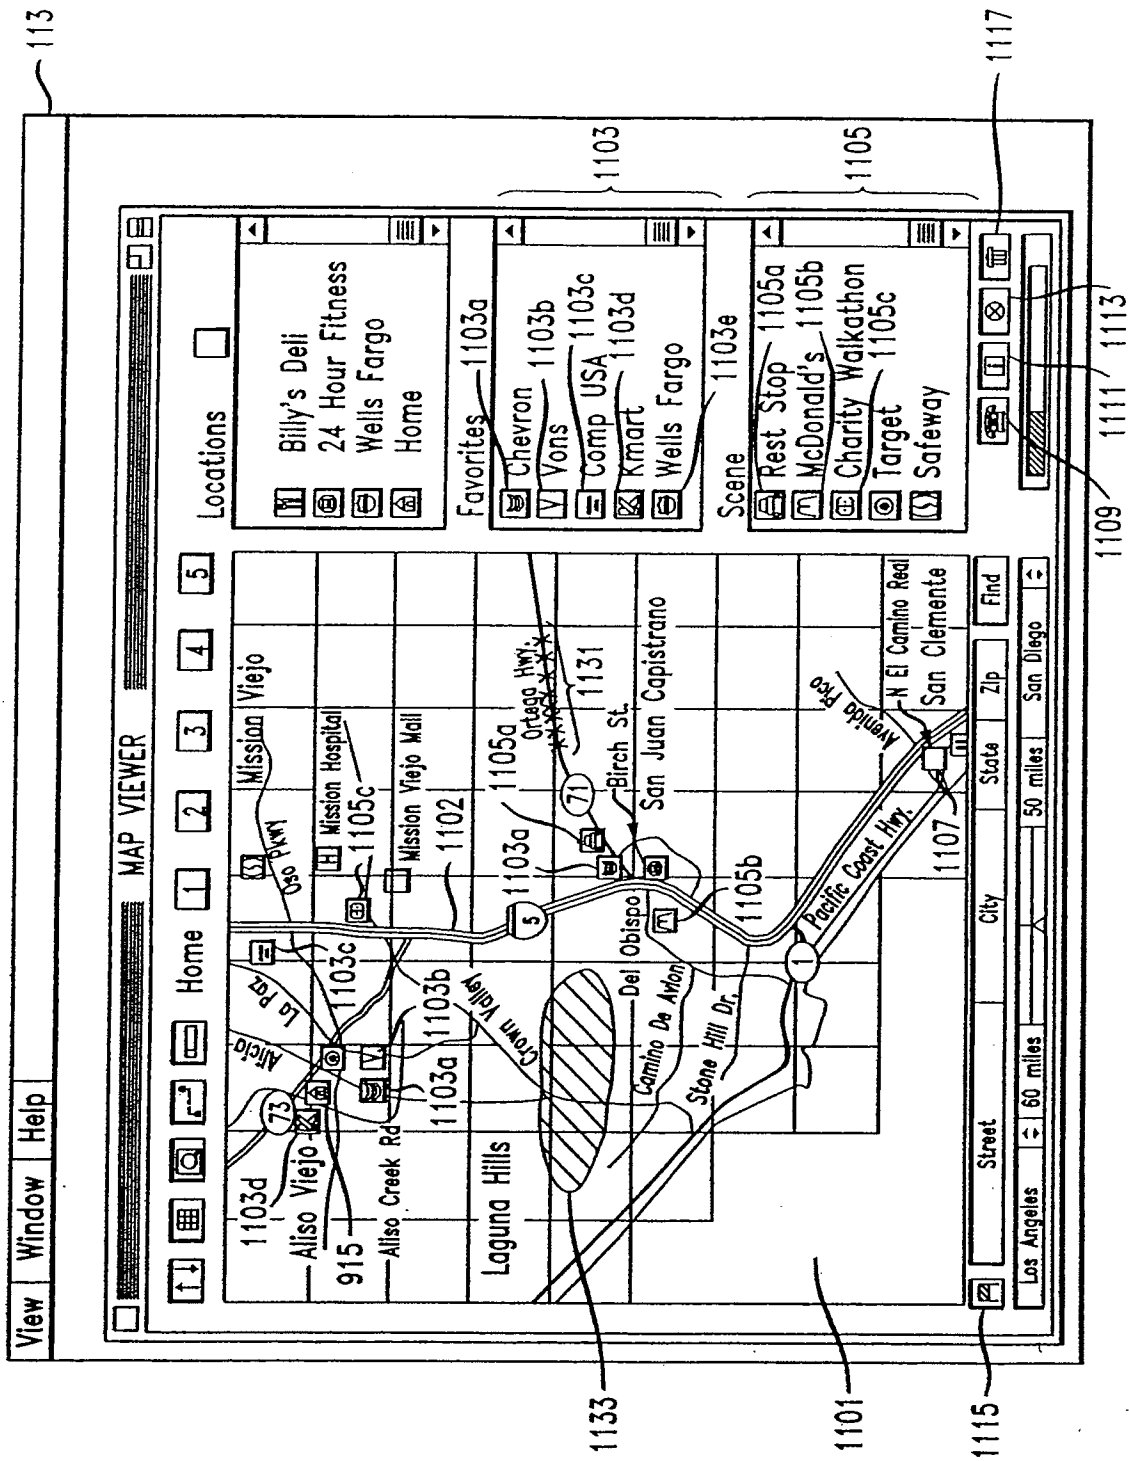 113
View Window Help
MAP VIEWER
Home 1 2 3 4 5
Locations
Billy's Deli
24 Hour Fitness
Wells Fargo
Home
Favorites
1103a
Chevron
1103b
Vons
1103c
Comp USA
1103d
Kmart
Wells Fargo
1103e
1103
Scene
Rest Stop
1105a
McDonald's
1105b
Charity Walkathon
1105c
Target
Safeway
1105
1103d
73
Alicia
La Paz
Oso Pkwy
Mission Viejo
Mission Viejo
Aliso Viejo
915
1103c
H Mission Hospital
1105c
Aliso Creek Rd
V
1103b
1103a
Mission Viejo Mall
1102
Laguna Hills
Crown Valley
5
1103a
1105a
71
Ortega Hwy.
1131
1133
Del Obispo
Birch St.
San Juan Capistrano
Camino De Avion
1105b
Stone Hill Dr.
1
Pacific Coast Hwy.
Avenida Pico
N El Camino Real
San Clemente
1107
1101
1115
Street City State Zip Find
Los Angeles 60 miles 50 miles San Diego
1109
1111
1113
1117